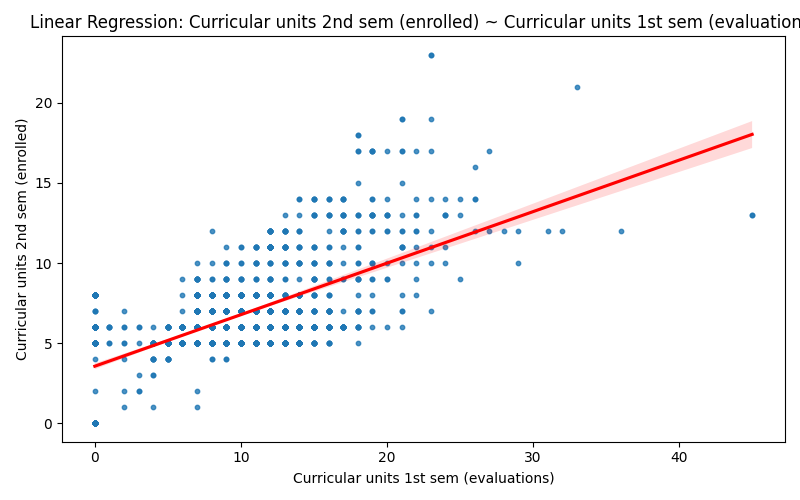 Linear Regression: Curricular units 2nd sem (enrolled) ~ Curricular units 1st sem (evaluation
Curricular units 2nd sem (enrolled)
20
15
10
5
0
0 10 20 30 40
Curricular units 1st sem (evaluations)